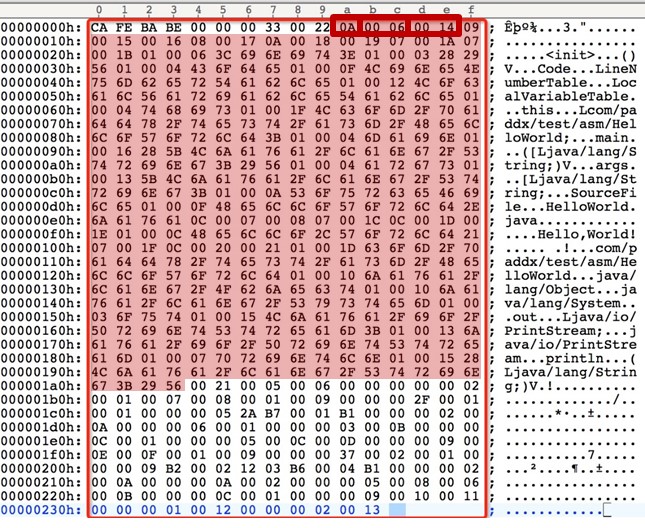 0 1 2 3 4 5 6 7 8 9 a b c d e f
00000000h: CA FE BA BE 00 00 00 33 00 22 0A 00 06 00 14 09 ; Êþº¾...3."......
00000010h: 00 15 00 16 08 00 17 0A 00 18 00 19 07 00 1A 07 ; ................
00000020h: 00 1B 01 00 06 3C 69 6E 69 74 3E 01 00 03 28 29 ; .....<init>...()
00000030h: 56 01 00 04 43 6F 64 65 01 00 0F 4C 69 6E 65 4E ; V...Code...LineN
00000040h: 75 6D 62 65 72 54 61 62 6C 65 01 00 12 4C 6F 63 ; umberTable...Loc
00000050h: 61 6C 56 61 72 69 61 62 6C 65 54 61 62 6C 65 01 ; alVariableTable.
00000060h: 00 04 74 68 69 73 01 00 1F 4C 63 6F 6D 2F 70 61 ; ..this...Lcom/pa
00000070h: 64 64 78 2F 74 65 73 74 2F 61 73 6D 2F 48 65 6C ; ddx/test/asm/Hel
00000080h: 6C 6F 57 6F 72 6C 64 3B 01 00 04 6D 61 69 6E 01 ; loWorld;...main.
00000090h: 00 16 28 5B 4C 6A 61 76 61 2F 6C 61 6E 67 2F 53 ; ..([Ljava/lang/S
000000a0h: 74 72 69 6E 67 3B 29 56 01 00 04 61 72 67 73 01 ; tring;)V...args.
000000b0h: 00 13 5B 4C 6A 61 76 61 2F 6C 61 6E 67 2F 53 74 ; ..[Ljava/lang/St
000000c0h: 72 69 6E 67 3B 01 00 0A 53 6F 75 72 63 65 46 69 ; ring;...SourceFi
000000d0h: 6C 65 01 00 0F 48 65 6C 6C 6F 57 6F 72 6C 64 2E ; le...HelloWorld.
000000e0h: 6A 61 76 61 0C 00 07 00 08 07 00 1C 0C 00 1D 00 ; java............
000000f0h: 1E 01 00 0C 48 65 6C 6C 6F 2C 57 6F 72 6C 64 21 ; ....Hello,World!
00000100h: 07 00 1F 0C 00 20 00 21 01 00 1D 63 6F 6D 2F 70 ; ..... .!...com/p
00000110h: 61 64 64 78 2F 74 65 73 74 2F 61 73 6D 2F 48 65 ; addx/test/asm/He
00000120h: 6C 6C 6F 57 6F 72 6C 64 01 00 10 6A 61 76 61 2F ; lloWorld...java/
00000130h: 6C 61 6E 67 2F 4F 62 6A 65 63 74 01 00 10 6A 61 ; lang/Object...ja
00000140h: 76 61 2F 6C 61 6E 67 2F 53 79 73 74 65 6D 01 00 ; va/lang/System..
00000150h: 03 6F 75 74 01 00 15 4C 6A 61 76 61 2F 69 6F 2F ; .out...Ljava/io/
00000160h: 50 72 69 6E 74 53 74 72 65 61 6D 3B 01 00 13 6A ; PrintStream;...j
00000170h: 61 76 61 2F 69 6F 2F 50 72 69 6E 74 53 74 72 65 ; ava/io/PrintStre
00000180h: 61 6D 01 00 07 70 72 69 6E 74 6C 6E 01 00 15 28 ; am...println...(
00000190h: 4C 6A 61 76 61 2F 6C 61 6E 67 2F 53 74 72 69 6E ; Ljava/lang/Strin
000001a0h: 67 3B 29 56 00 21 00 05 00 06 00 00 00 00 00 02 ; g;)V.!..........
000001b0h: 00 01 00 07 00 08 00 01 00 09 00 00 00 2F 00 01 ; ............./..
000001c0h: 00 01 00 00 00 05 2A B7 00 01 B1 00 00 00 02 00 ; ......*·..±.....
000001d0h: 0A 00 00 00 06 00 01 00 00 00 03 00 0B 00 00 00 ; ................
000001e0h: 0C 00 01 00 00 00 05 00 0C 00 0D 00 00 00 09 00 ; ................
000001f0h: 0E 00 0F 00 01 00 09 00 00 00 37 00 02 00 01 00 ; ..........7.....
00000200h: 00 00 09 B2 00 02 12 03 B6 00 04 B1 00 00 00 02 ; ...²....¶..±....
00000210h: 00 0A 00 00 00 0A 00 02 00 00 00 05 00 08 00 06 ; ................
00000220h: 00 0B 00 00 00 0C 00 01 00 00 00 09 00 10 00 11 ; ................
00000230h: 00 00 00 01 00 12 00 00 00 02 00 13 ; ............